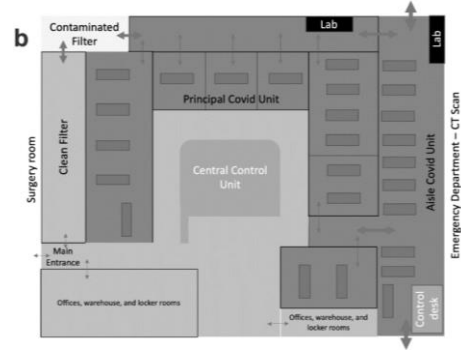 b
Contaminated
Filter
Lab
Lab
Principal Covid Unit
Surgery room
Clean Filter
Central Control
Unit
Aisle Covid Unit
Emergency Department – CT Scan
Main
Entrance
Offices, warehouse, and locker rooms
Offices, warehouse, and
locker rooms
Control
desk